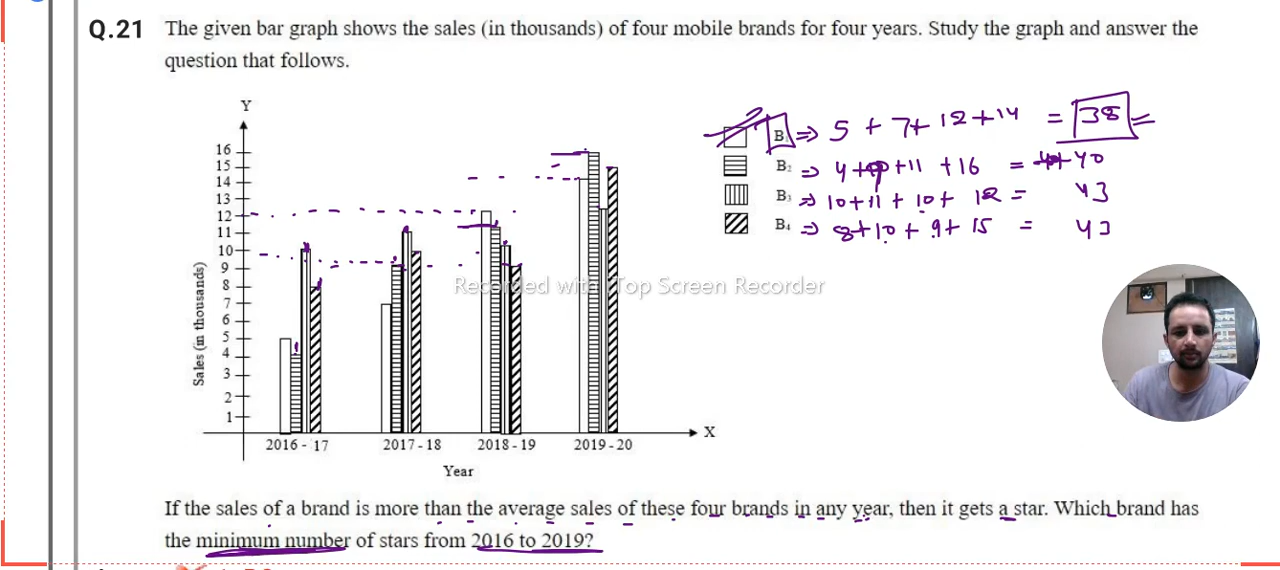 Q.21 The given bar graph shows the sales (in thousands) of four mobile brands for four years. Study the graph and answer the
question that follows.
Y
16
15
14
13
12
11
10
9
8
7
6
5
4
3
2
1
Sales (in thousands)
2016 - 17 2017 - 18 2018 - 19 2019 - 20
X
Year
B₁ ⇒ 5 + 7 + 12 + 14 = 38
B₂ ⇒ 4 + 9 + 11 + 16 = 40
B₃ ⇒ 10 + 11 + 10 + 12 = 43
B₄ ⇒ 8 + 10 + 9 + 15 = 43
Recorded with iTop Screen Recorder
If the sales of a brand is more than the average sales of these four brands in any year, then it gets a star. Which brand has
the minimum number of stars from 2016 to 2019?